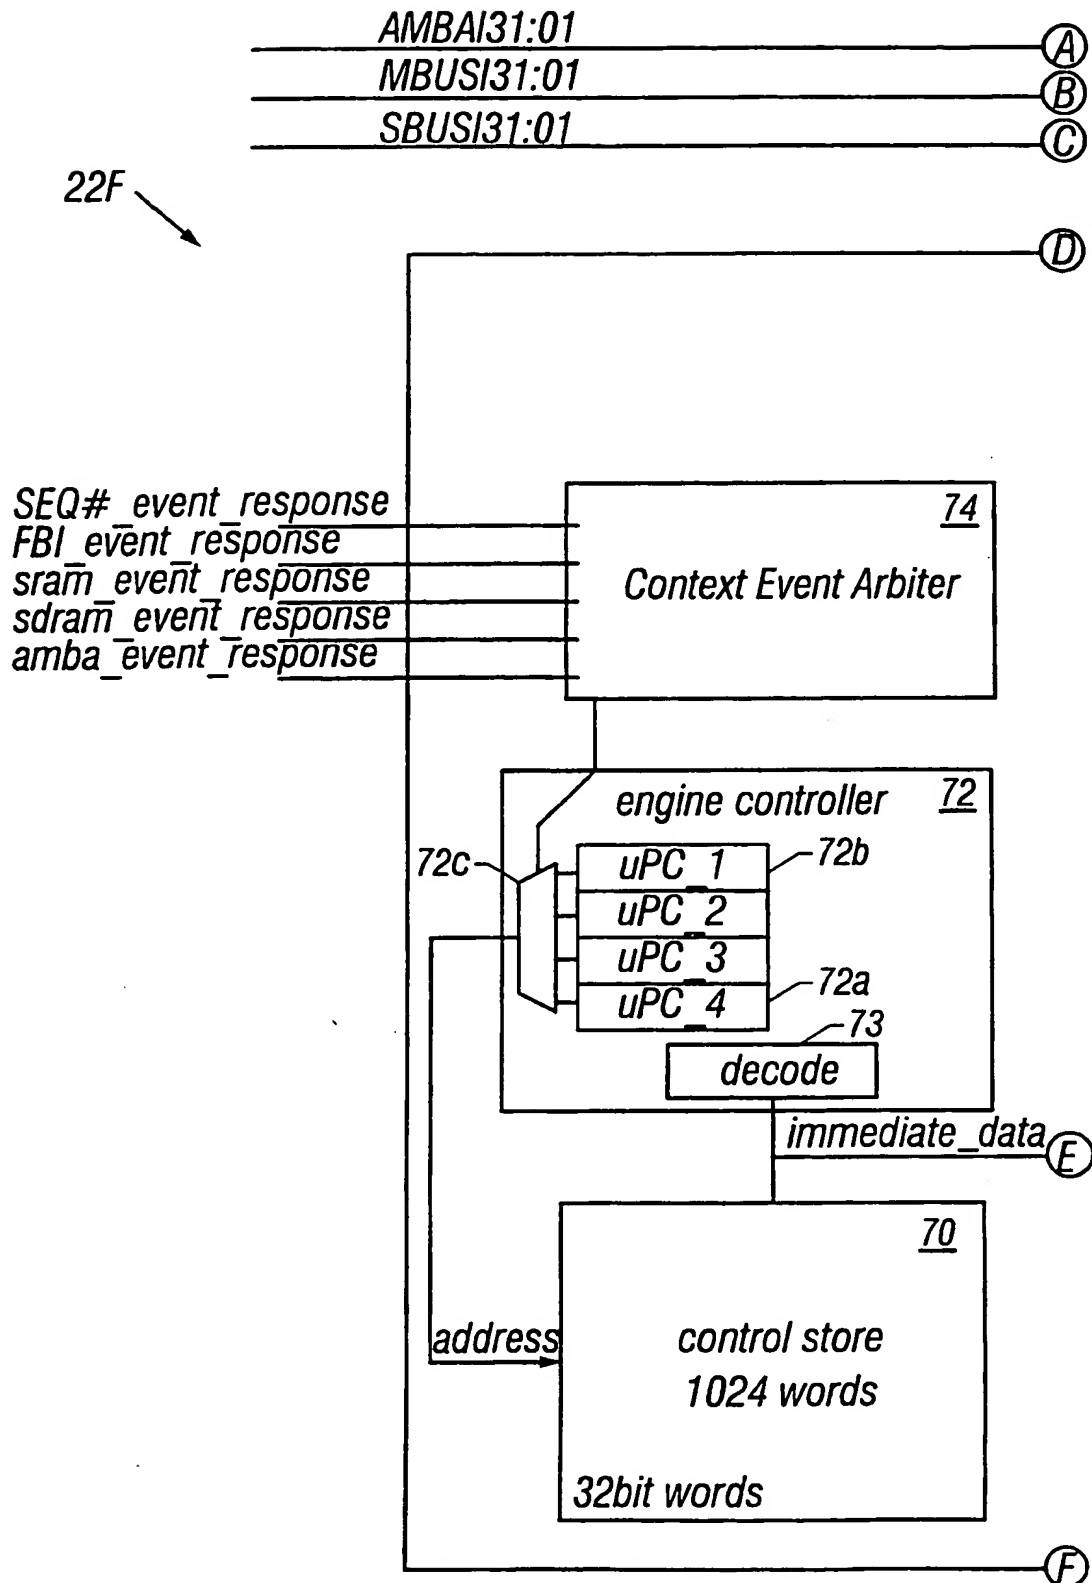 AMBAI31:01
A
MBUSI31:01
B
SBUSI31:01
C
22F
D
SEQ#_event_response
FBI_event_response
sram_event_response
sdram_event_response
amba_event_response
74
Context Event Arbiter
engine controller
72
72c
uPC_1
72b
uPC_2
uPC_3
uPC_4
72a
73
decode
immediate_data
E
70
address
control store
1024 words
32bit words
F